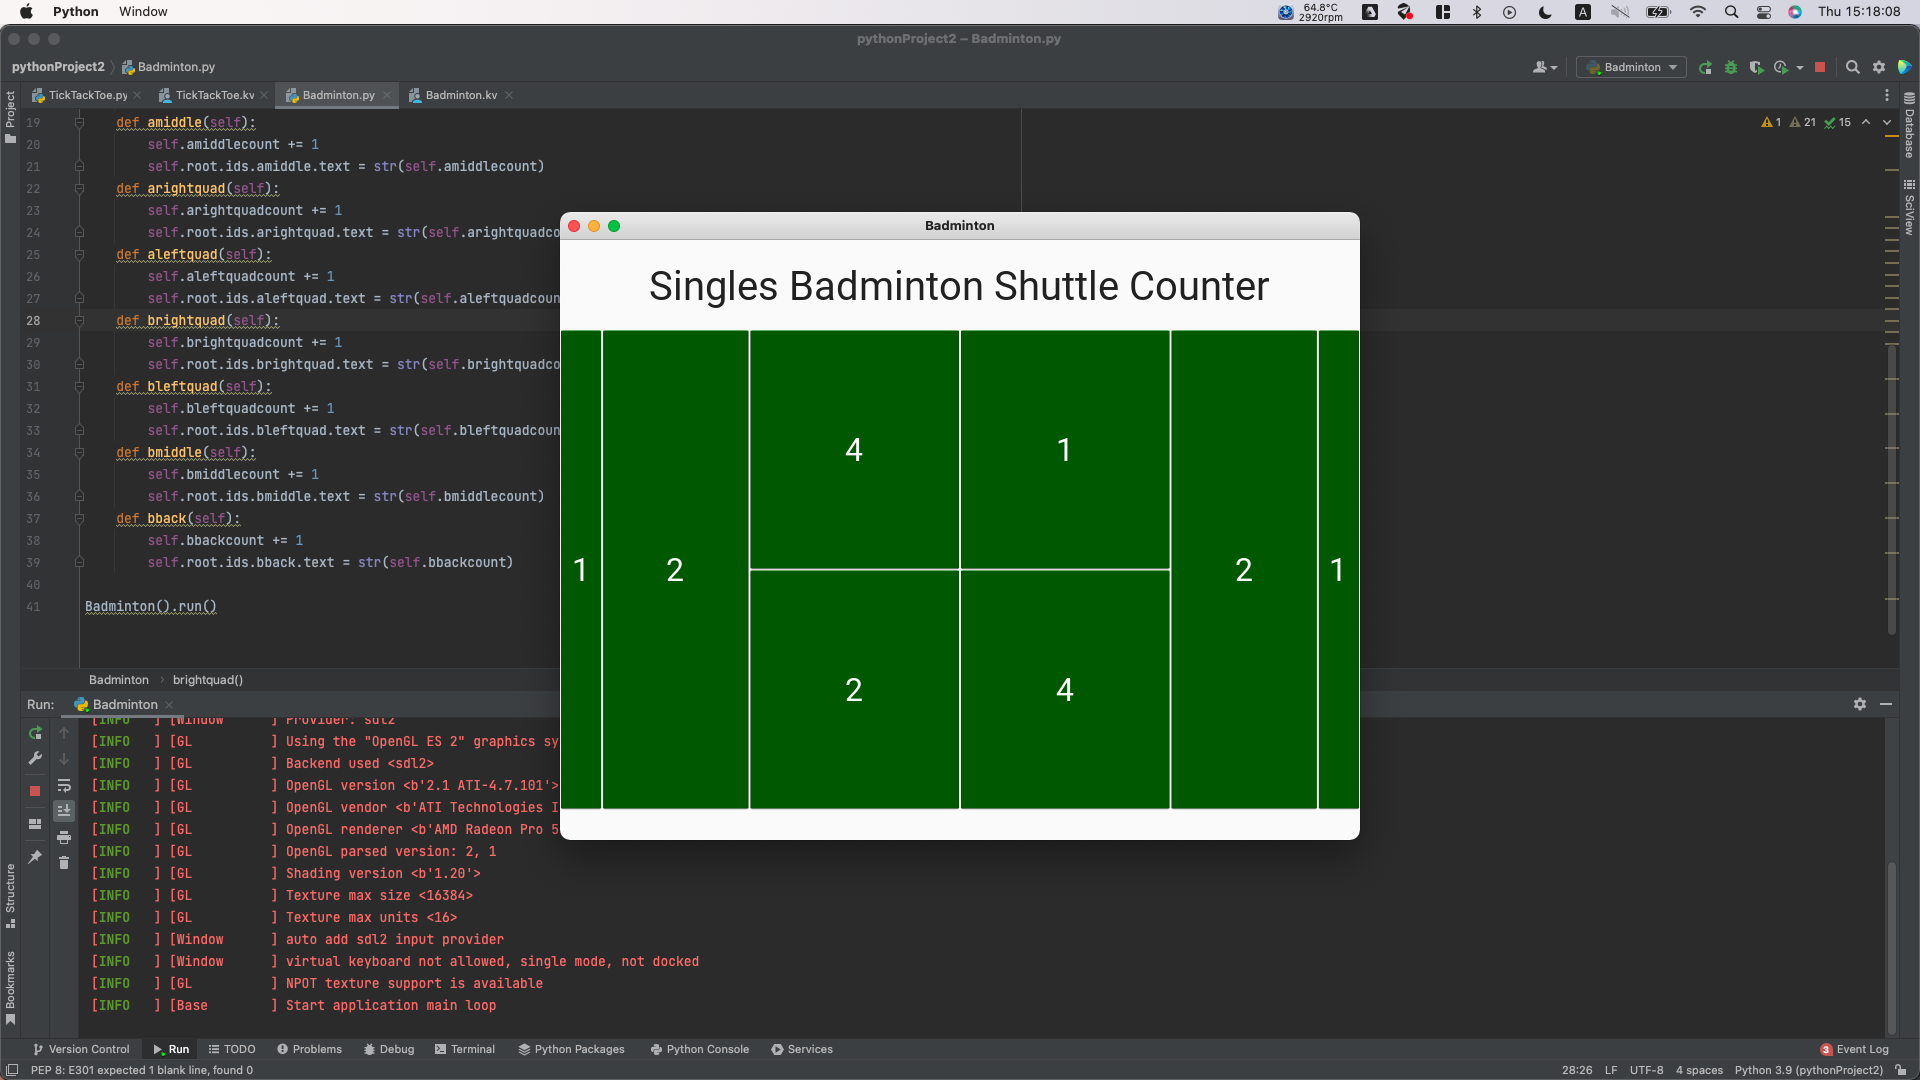 Python Window
64.8°C
2920rpm
A
Thu 15:18:08
pythonProject2 – Badminton.py
pythonProject2 Badminton.py
Badminton
TickTackToe.py TickTackToe.kv Badminton.py Badminton.kv
Project
Database
SciView
1 21 15
19 def amiddle(self):
20 self.amiddlecount += 1
21 self.root.ids.amiddle.text = str(self.amiddlecount)
22 def arightquad(self):
23 self.arightquadcount += 1
24 self.root.ids.arightquad.text = str(self.arightquadco
25 def aleftquad(self):
26 self.aleftquadcount += 1
27 self.root.ids.aleftquad.text = str(self.aleftquadcoun
28 def brightquad(self):
29 self.brightquadcount += 1
30 self.root.ids.brightquad.text = str(self.brightquadco
31 def bleftquad(self):
32 self.bleftquadcount += 1
33 self.root.ids.bleftquad.text = str(self.bleftquadcoun
34 def bmiddle(self):
35 self.bmiddlecount += 1
36 self.root.ids.bmiddle.text = str(self.bmiddlecount)
37 def bback(self):
38 self.bbackcount += 1
39 self.root.ids.bback.text = str(self.bbackcount)
40
41 Badminton().run()
Badminton
Singles Badminton Shuttle Counter
4 1
1 2 2 1
2 4
Badminton brightquad()
Run: Badminton
[INFO ] [Window ] Provider: sdl2
[INFO ] [GL ] Using the "OpenGL ES 2" graphics sy
[INFO ] [GL ] Backend used <sdl2>
[INFO ] [GL ] OpenGL version <b'2.1 ATI-4.7.101'>
[INFO ] [GL ] OpenGL vendor <b'ATI Technologies I
[INFO ] [GL ] OpenGL renderer <b'AMD Radeon Pro 5
[INFO ] [GL ] OpenGL parsed version: 2, 1
[INFO ] [GL ] Shading version <b'1.20'>
[INFO ] [GL ] Texture max size <16384>
[INFO ] [GL ] Texture max units <16>
[INFO ] [Window ] auto add sdl2 input provider
[INFO ] [Window ] virtual keyboard not allowed, single mode, not docked
[INFO ] [GL ] NPOT texture support is available
[INFO ] [Base ] Start application main loop
Structure
Bookmarks
Version Control Run TODO Problems Debug Terminal Python Packages Python Console Services 3 Event Log
PEP 8: E301 expected 1 blank line, found 0 28:26 LF UTF-8 4 spaces Python 3.9 (pythonProject2)